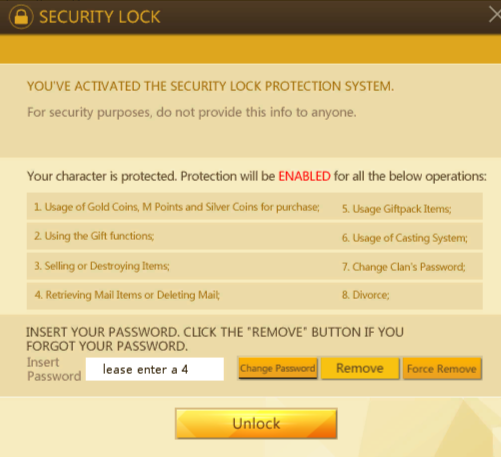 SECURITY LOCK
YOU'VE ACTIVATED THE SECURITY LOCK PROTECTION SYSTEM.
For security purposes, do not provide this info to anyone.
Your character is protected. Protection will be ENABLED for all the below operations:
1. Usage of Gold Coins, M Points and Silver Coins for purchase;
5. Usage Giftpack Items;
2. Using the Gift functions;
6. Usage of Casting System;
3. Selling or Destroying Items;
7. Change Clan's Password;
4. Retrieving Mail Items or Deleting Mail;
8. Divorce;
INSERT YOUR PASSWORD. CLICK THE "REMOVE" BUTTON IF YOU
FORGOT YOUR PASSWORD.
Insert
Password
lease enter a 4
Change Password
Remove
Force Remove
Unlock